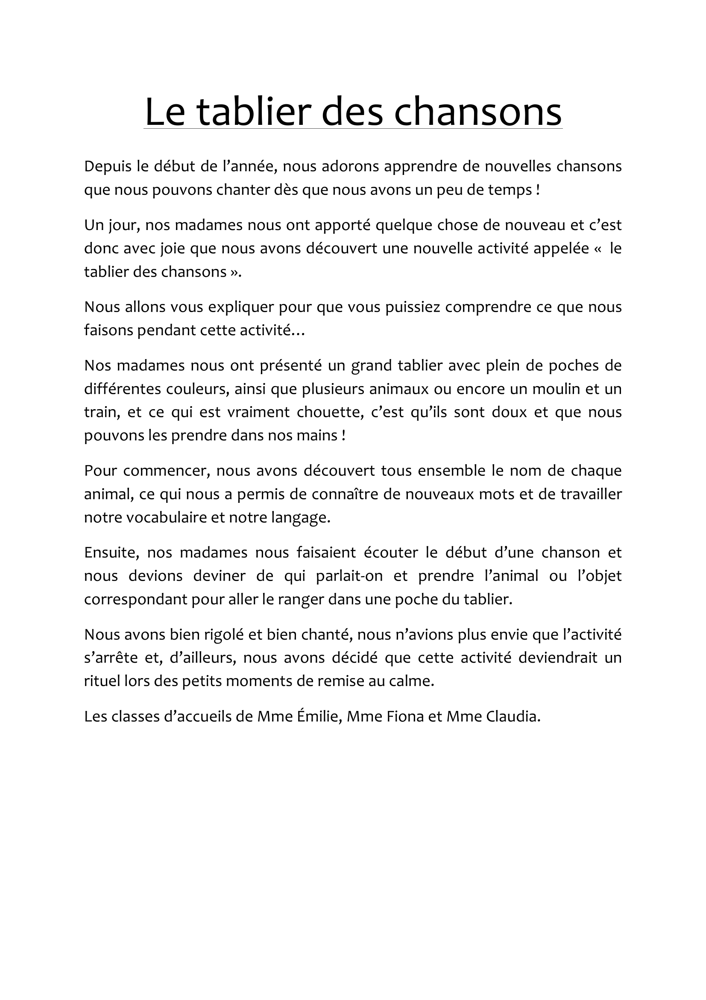 Le tablier des chansons
Depuis le début de l’année, nous adorons apprendre de nouvelles chansons
que nous pouvons chanter dès que nous avons un peu de temps !
Un jour, nos madames nous ont apporté quelque chose de nouveau et c’est
donc avec joie que nous avons découvert une nouvelle activité appelée «  le
tablier des chansons ».
Nous allons vous expliquer pour que vous puissiez comprendre ce que nous
faisons pendant cette activité…
Nos madames nous ont présenté un grand tablier avec plein de poches de
différentes couleurs, ainsi que plusieurs animaux ou encore un moulin et un
train, et ce qui est vraiment chouette, c’est qu’ils sont doux et que nous
pouvons les prendre dans nos mains !
Pour commencer, nous avons découvert tous ensemble le nom de chaque
animal, ce qui nous a permis de connaître de nouveaux mots et de travailler
notre vocabulaire et notre langage.
Ensuite, nos madames nous faisaient écouter le début d’une chanson et
nous devions deviner de qui parlait-on et prendre l’animal ou l’objet
correspondant pour aller le ranger dans une poche du tablier.
Nous avons bien rigolé et bien chanté, nous n’avions plus envie que l’activité
s’arrête et, d’ailleurs, nous avons décidé que cette activité deviendrait un
rituel lors des petits moments de remise au calme.
Les classes d’accueils de Mme Émilie, Mme Fiona et Mme Claudia.